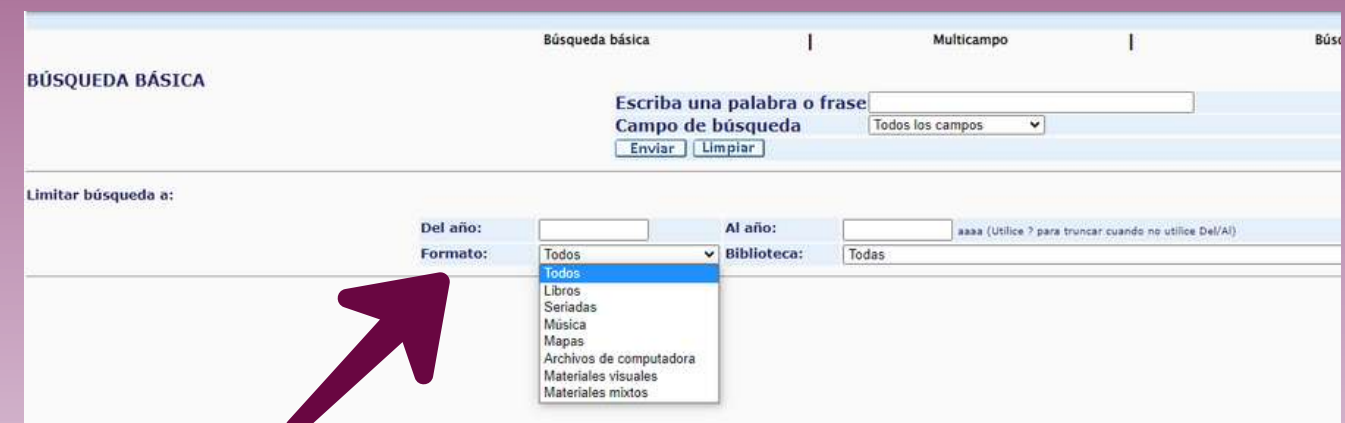 Búsqueda básica | Multicampo |
BÚSQUEDA BÁSICA
Escriba una palabra o frase
Campo de búsqueda Todos los campos
Enviar Limpiar
Limitar búsqueda a:
Del año: Al año: aaaa (Utilice ? para truncar cuando no utilice Del/Al)
Formato: Todos Biblioteca: Todas
Todos
Libros
Seriadas
Música
Mapas
Archivos de computadora
Materiales visuales
Materiales mixtos